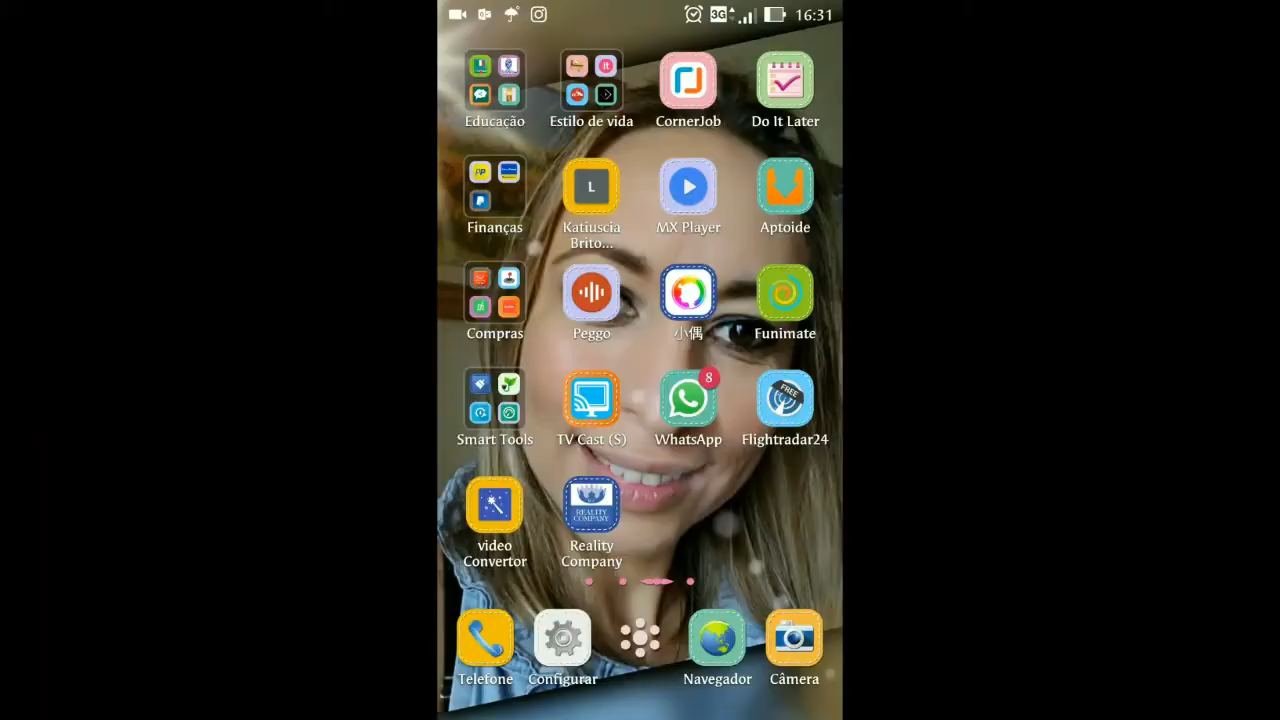 3G 16:31
Educação Estilo de vida CornerJob Do It Later
L
Finanças Katiuscia MX Player Aptoide
Brito...
Compras Peggo 小偶 Funimate
8 FREE
Smart Tools TV Cast (S) WhatsApp Flightradar24
REALITY
COMPANY
video Reality
Convertor Company
Telefone Configurar Navegador Câmera